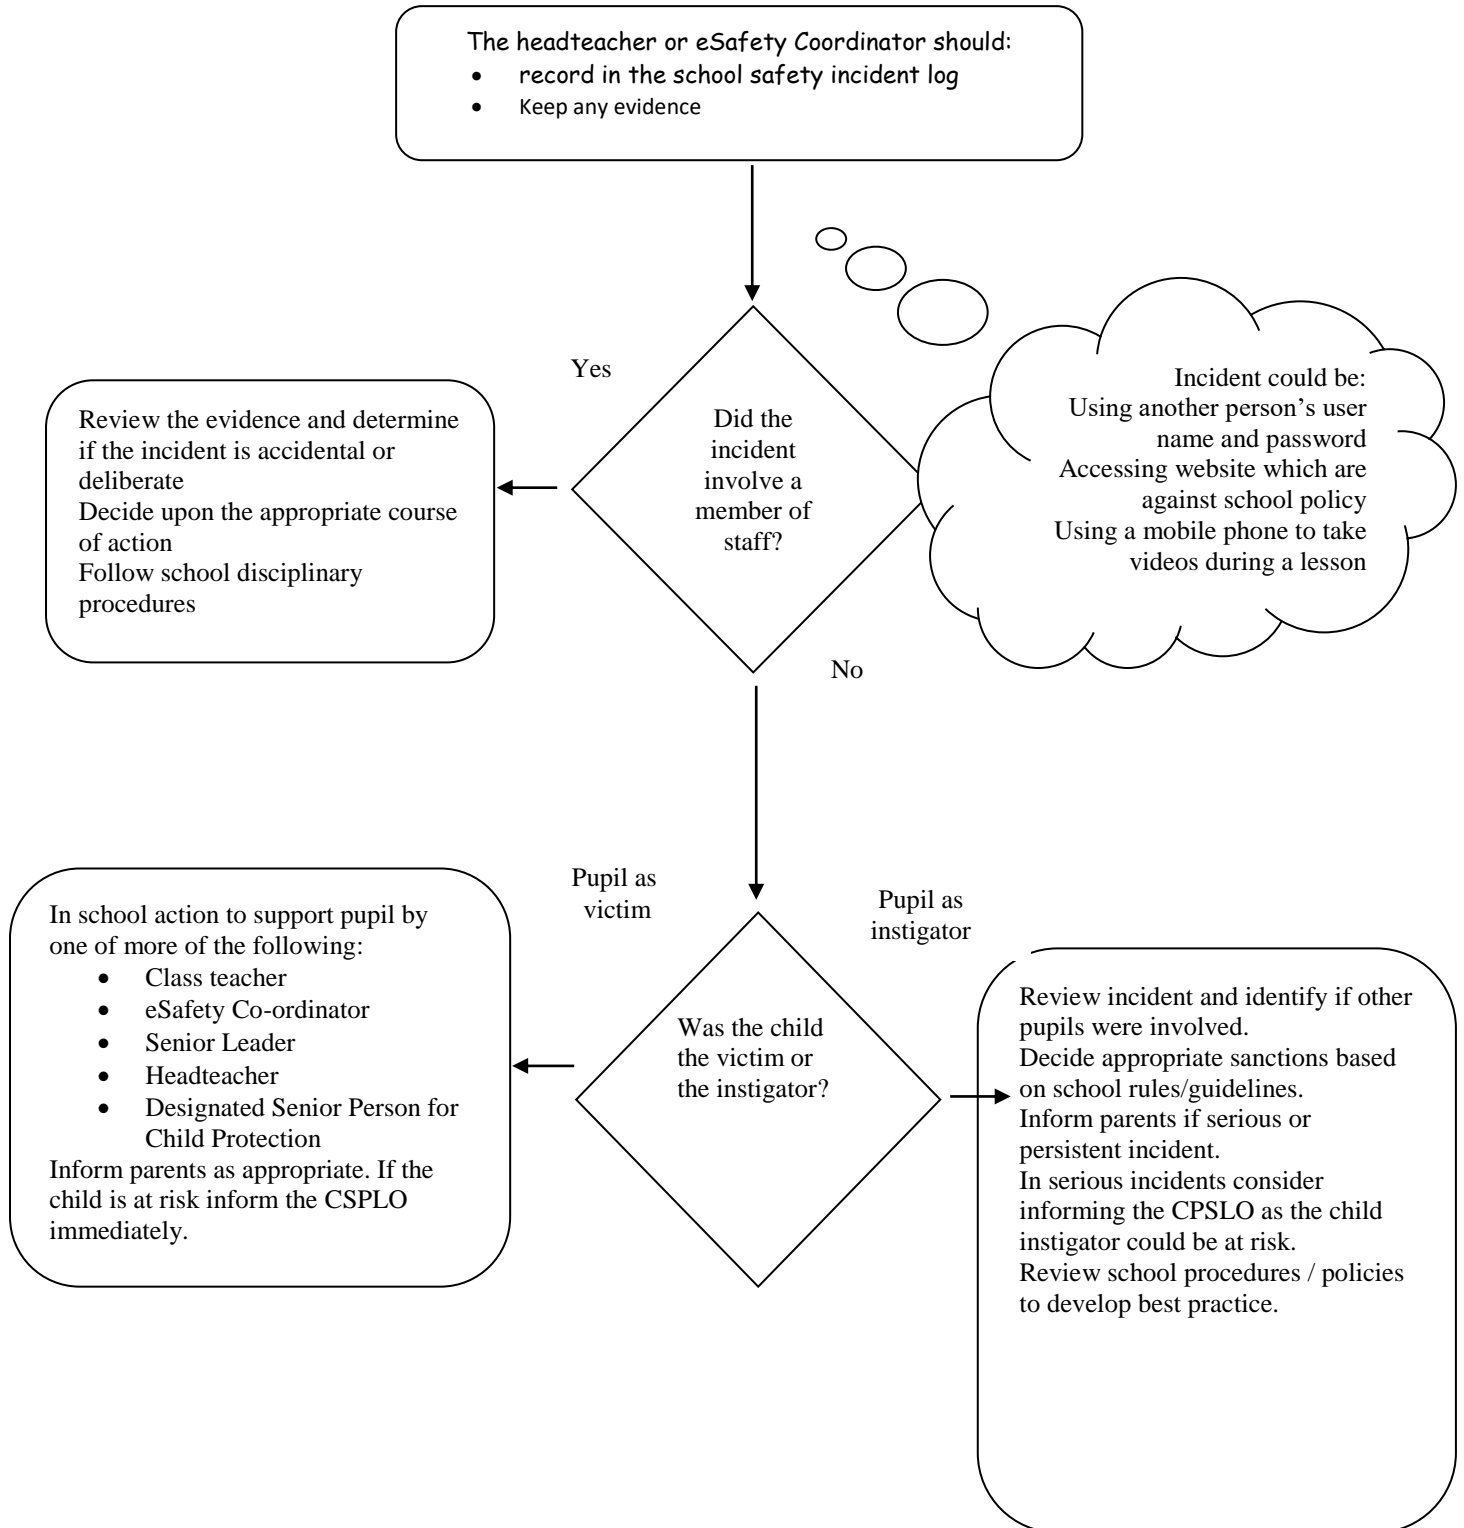 The headteacher or eSafety Coordinator should:
• record in the school safety incident log
• Keep any evidence
Yes
Review the evidence and determine
if the incident is accidental or
deliberate
Decide upon the appropriate course
of action
Follow school disciplinary
procedures
Did the
incident
involve a
member of
staff?
Incident could be:
Using another person’s user
name and password
Accessing website which are
against school policy
Using a mobile phone to take
videos during a lesson
No
Pupil as
victim
Pupil as
instigator
In school action to support pupil by
one of more of the following:
• Class teacher
• eSafety Co-ordinator
• Senior Leader
• Headteacher
• Designated Senior Person for
Child Protection
Inform parents as appropriate. If the
child is at risk inform the CSPLO
immediately.
Was the child
the victim or
the instigator?
Review incident and identify if other
pupils were involved.
Decide appropriate sanctions based
on school rules/guidelines.
Inform parents if serious or
persistent incident.
In serious incidents consider
informing the CPSLO as the child
instigator could be at risk.
Review school procedures / policies
to develop best practice.